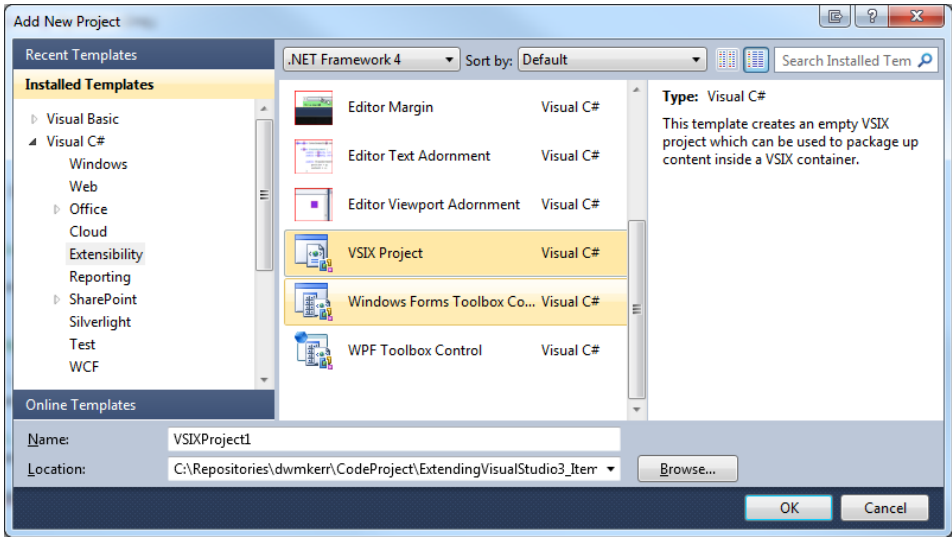 Add New Project
Recent Templates
Installed Templates
Visual Basic
Visual C#
Windows
Web
Office
Cloud
Extensibility
Reporting
SharePoint
Silverlight
Test
WCF
Online Templates
.NET Framework 4 Sort by: Default Search Installed Tem
Editor Margin Visual C#
Editor Text Adornment Visual C#
Editor Viewport Adornment Visual C#
VSIX Project Visual C#
Windows Forms Toolbox Co... Visual C#
WPF Toolbox Control Visual C#
Type: Visual C#
This template creates an empty VSIX
project which can be used to package up
content inside a VSIX container.
Name: VSIXProject1
Location: C:\Repositories\dwmkerr\CodeProject\ExtendingVisualStudio3_Item Browse...
OK Cancel